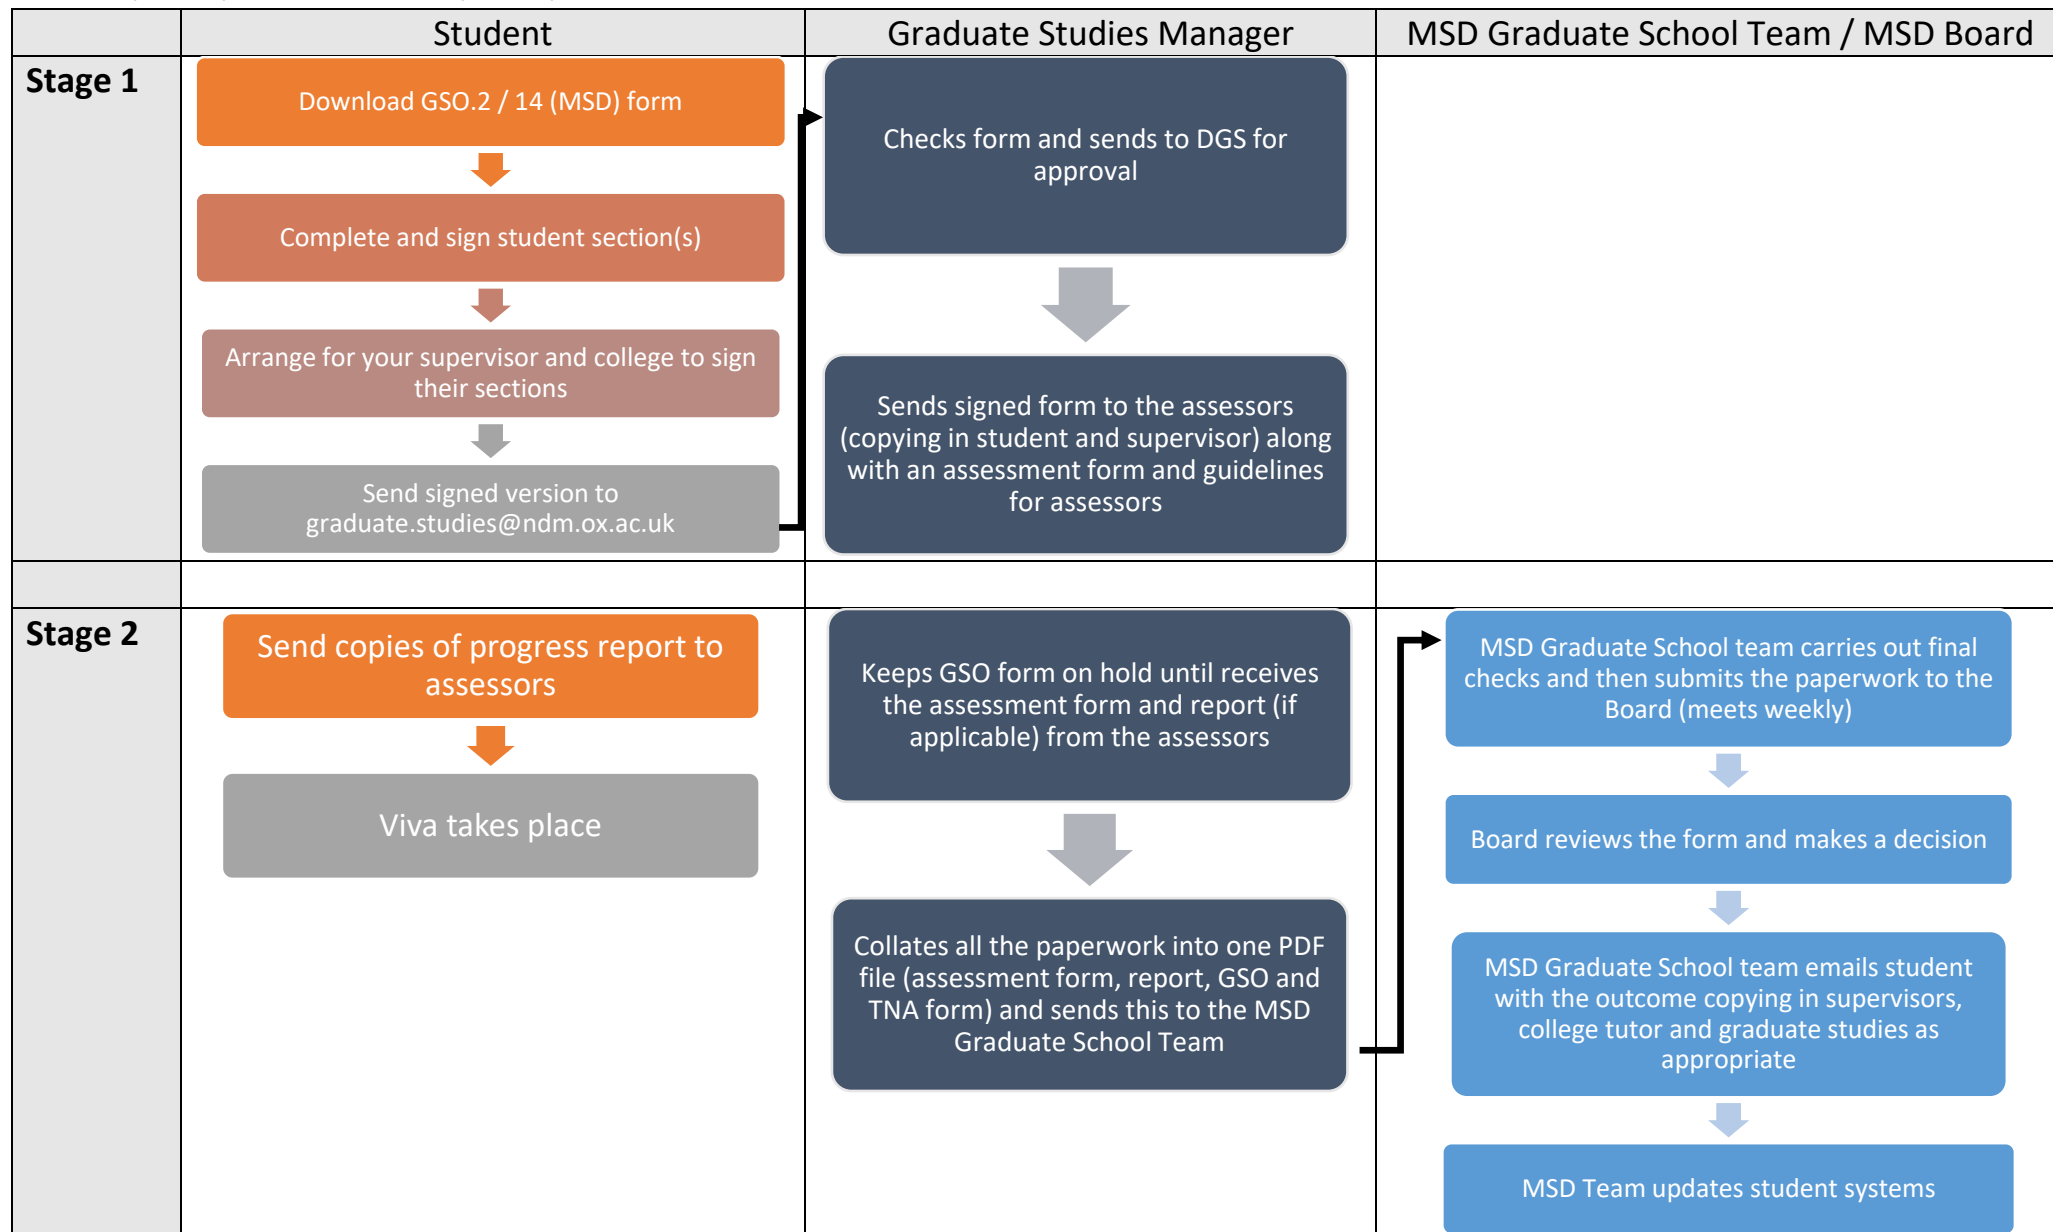 Student
Graduate Studies Manager
MSD Graduate School Team / MSD Board
Stage 1
Download GSO.2 / 14 (MSD) form
Complete and sign student section(s)
Arrange for your supervisor and college to sign
their sections
Send signed version to
graduate.studies@ndm.ox.ac.uk
Checks form and sends to DGS for
approval
Sends signed form to the assessors
(copying in student and supervisor) along
with an assessment form and guidelines
for assessors
Stage 2
Send copies of progress report to
assessors
Viva takes place
Keeps GSO form on hold until receives
the assessment form and report (if
applicable) from the assessors
Collates all the paperwork into one PDF
file (assessment form, report, GSO and
TNA form) and sends this to the MSD
Graduate School Team
MSD Graduate School team carries out final
checks and then submits the paperwork to the
Board (meets weekly)
Board reviews the form and makes a decision
MSD Graduate School team emails student
with the outcome copying in supervisors,
college tutor and graduate studies as
appropriate
MSD Team updates student systems